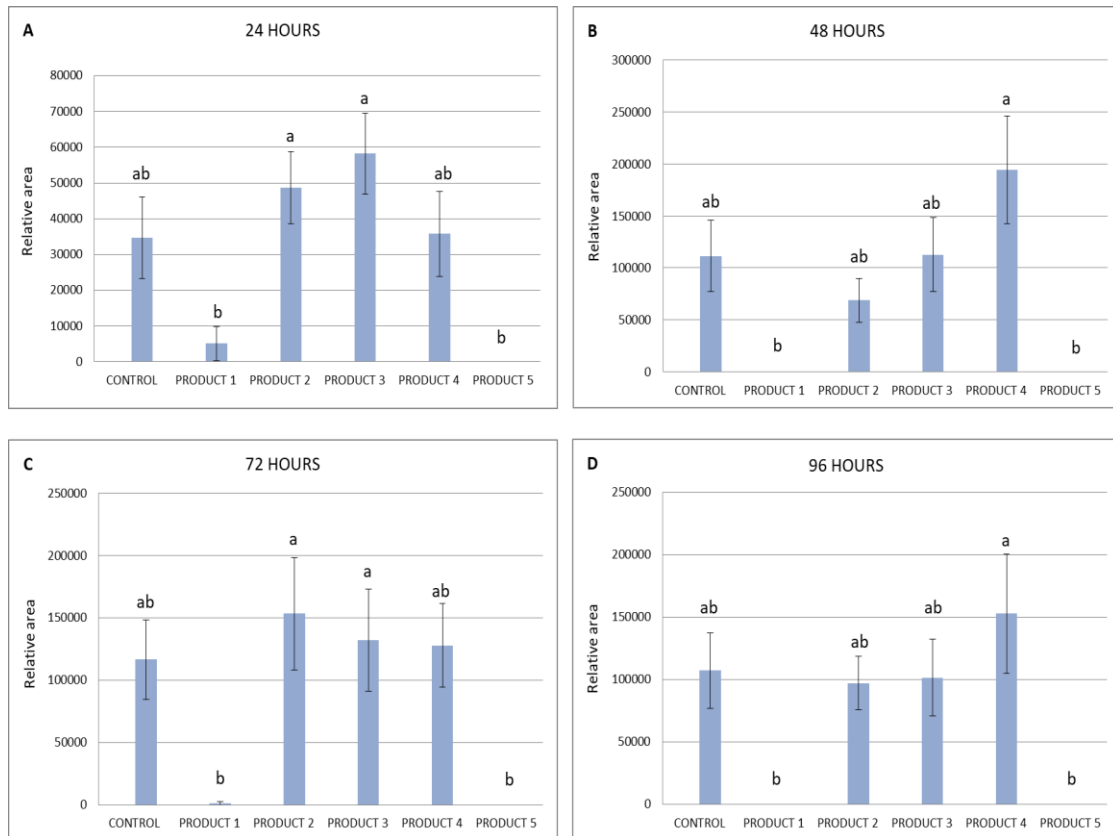 A
24 HOURS
80000
70000
60000
50000
40000
30000
20000
10000
0
Relative area
ab
b
a
a
ab
b
CONTROL PRODUCT 1 PRODUCT 2 PRODUCT 3 PRODUCT 4 PRODUCT 5
B
48 HOURS
300000
250000
200000
150000
100000
50000
0
Relative area
ab
b
ab
ab
a
b
CONTROL PRODUCT 1 PRODUCT 2 PRODUCT 3 PRODUCT 4 PRODUCT 5
C
72 HOURS
250000
200000
150000
100000
50000
0
Relative area
ab
b
a
a
ab
b
CONTROL PRODUCT 1 PRODUCT 2 PRODUCT 3 PRODUCT 4 PRODUCT 5
D
96 HOURS
250000
200000
150000
100000
50000
0
Relative area
ab
b
ab
ab
a
b
CONTROL PRODUCT 1 PRODUCT 2 PRODUCT 3 PRODUCT 4 PRODUCT 5